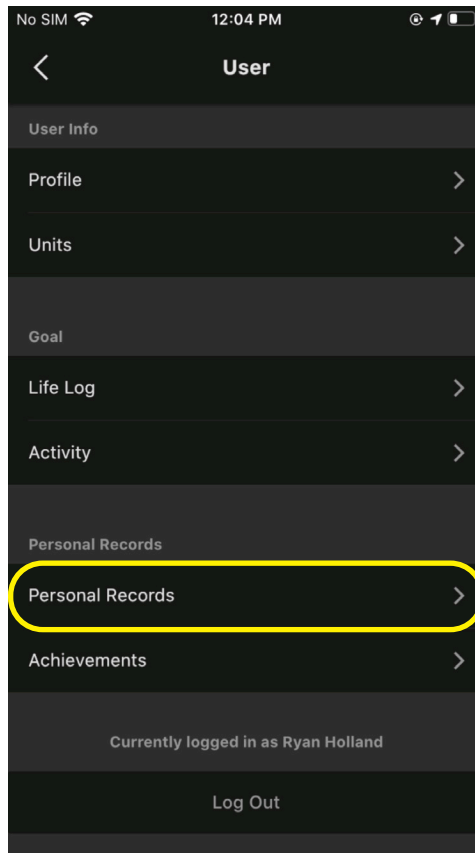 No SIM 12:04 PM
User
User Info
Profile
Units
Goal
Life Log
Activity
Personal Records
Personal Records
Achievements
Currently logged in as Ryan Holland
Log Out